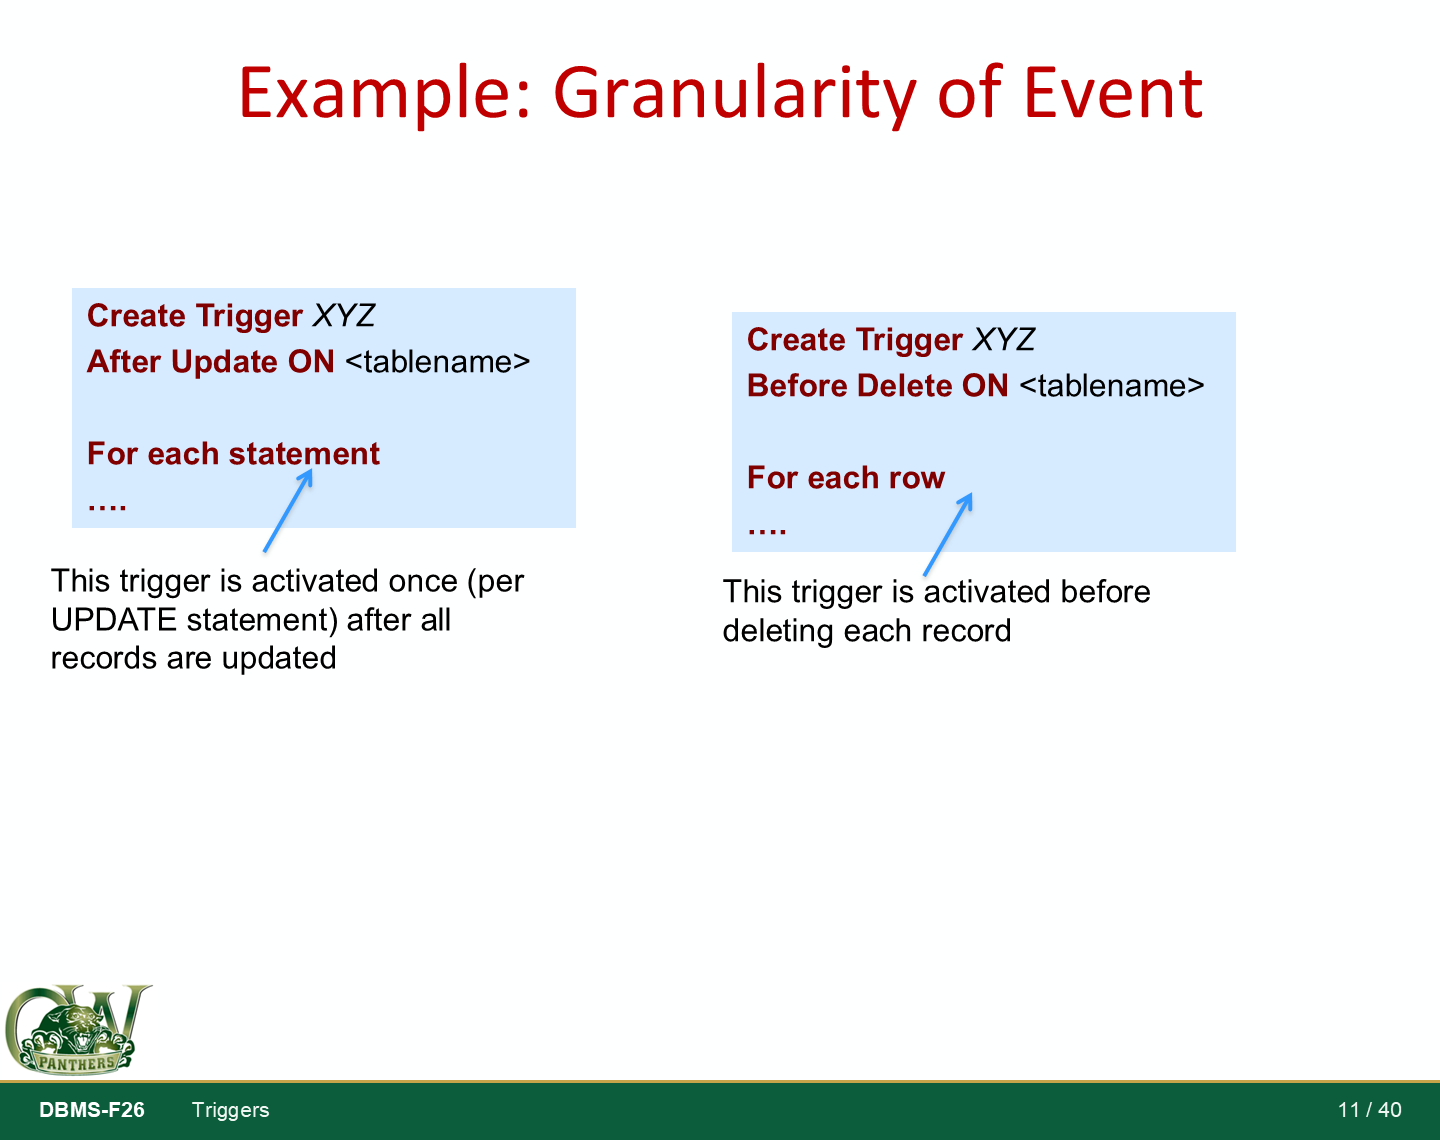 Example: Granularity of Event
Create Trigger XYZ
After Update ON <tablename>
For each statement
….
This trigger is activated once (per
UPDATE statement) after all
records are updated
Create Trigger XYZ
Before Delete ON <tablename>
For each row
….
This trigger is activated before
deleting each record
CW
PANTHERS
DBMS-F26 Triggers 11 / 40